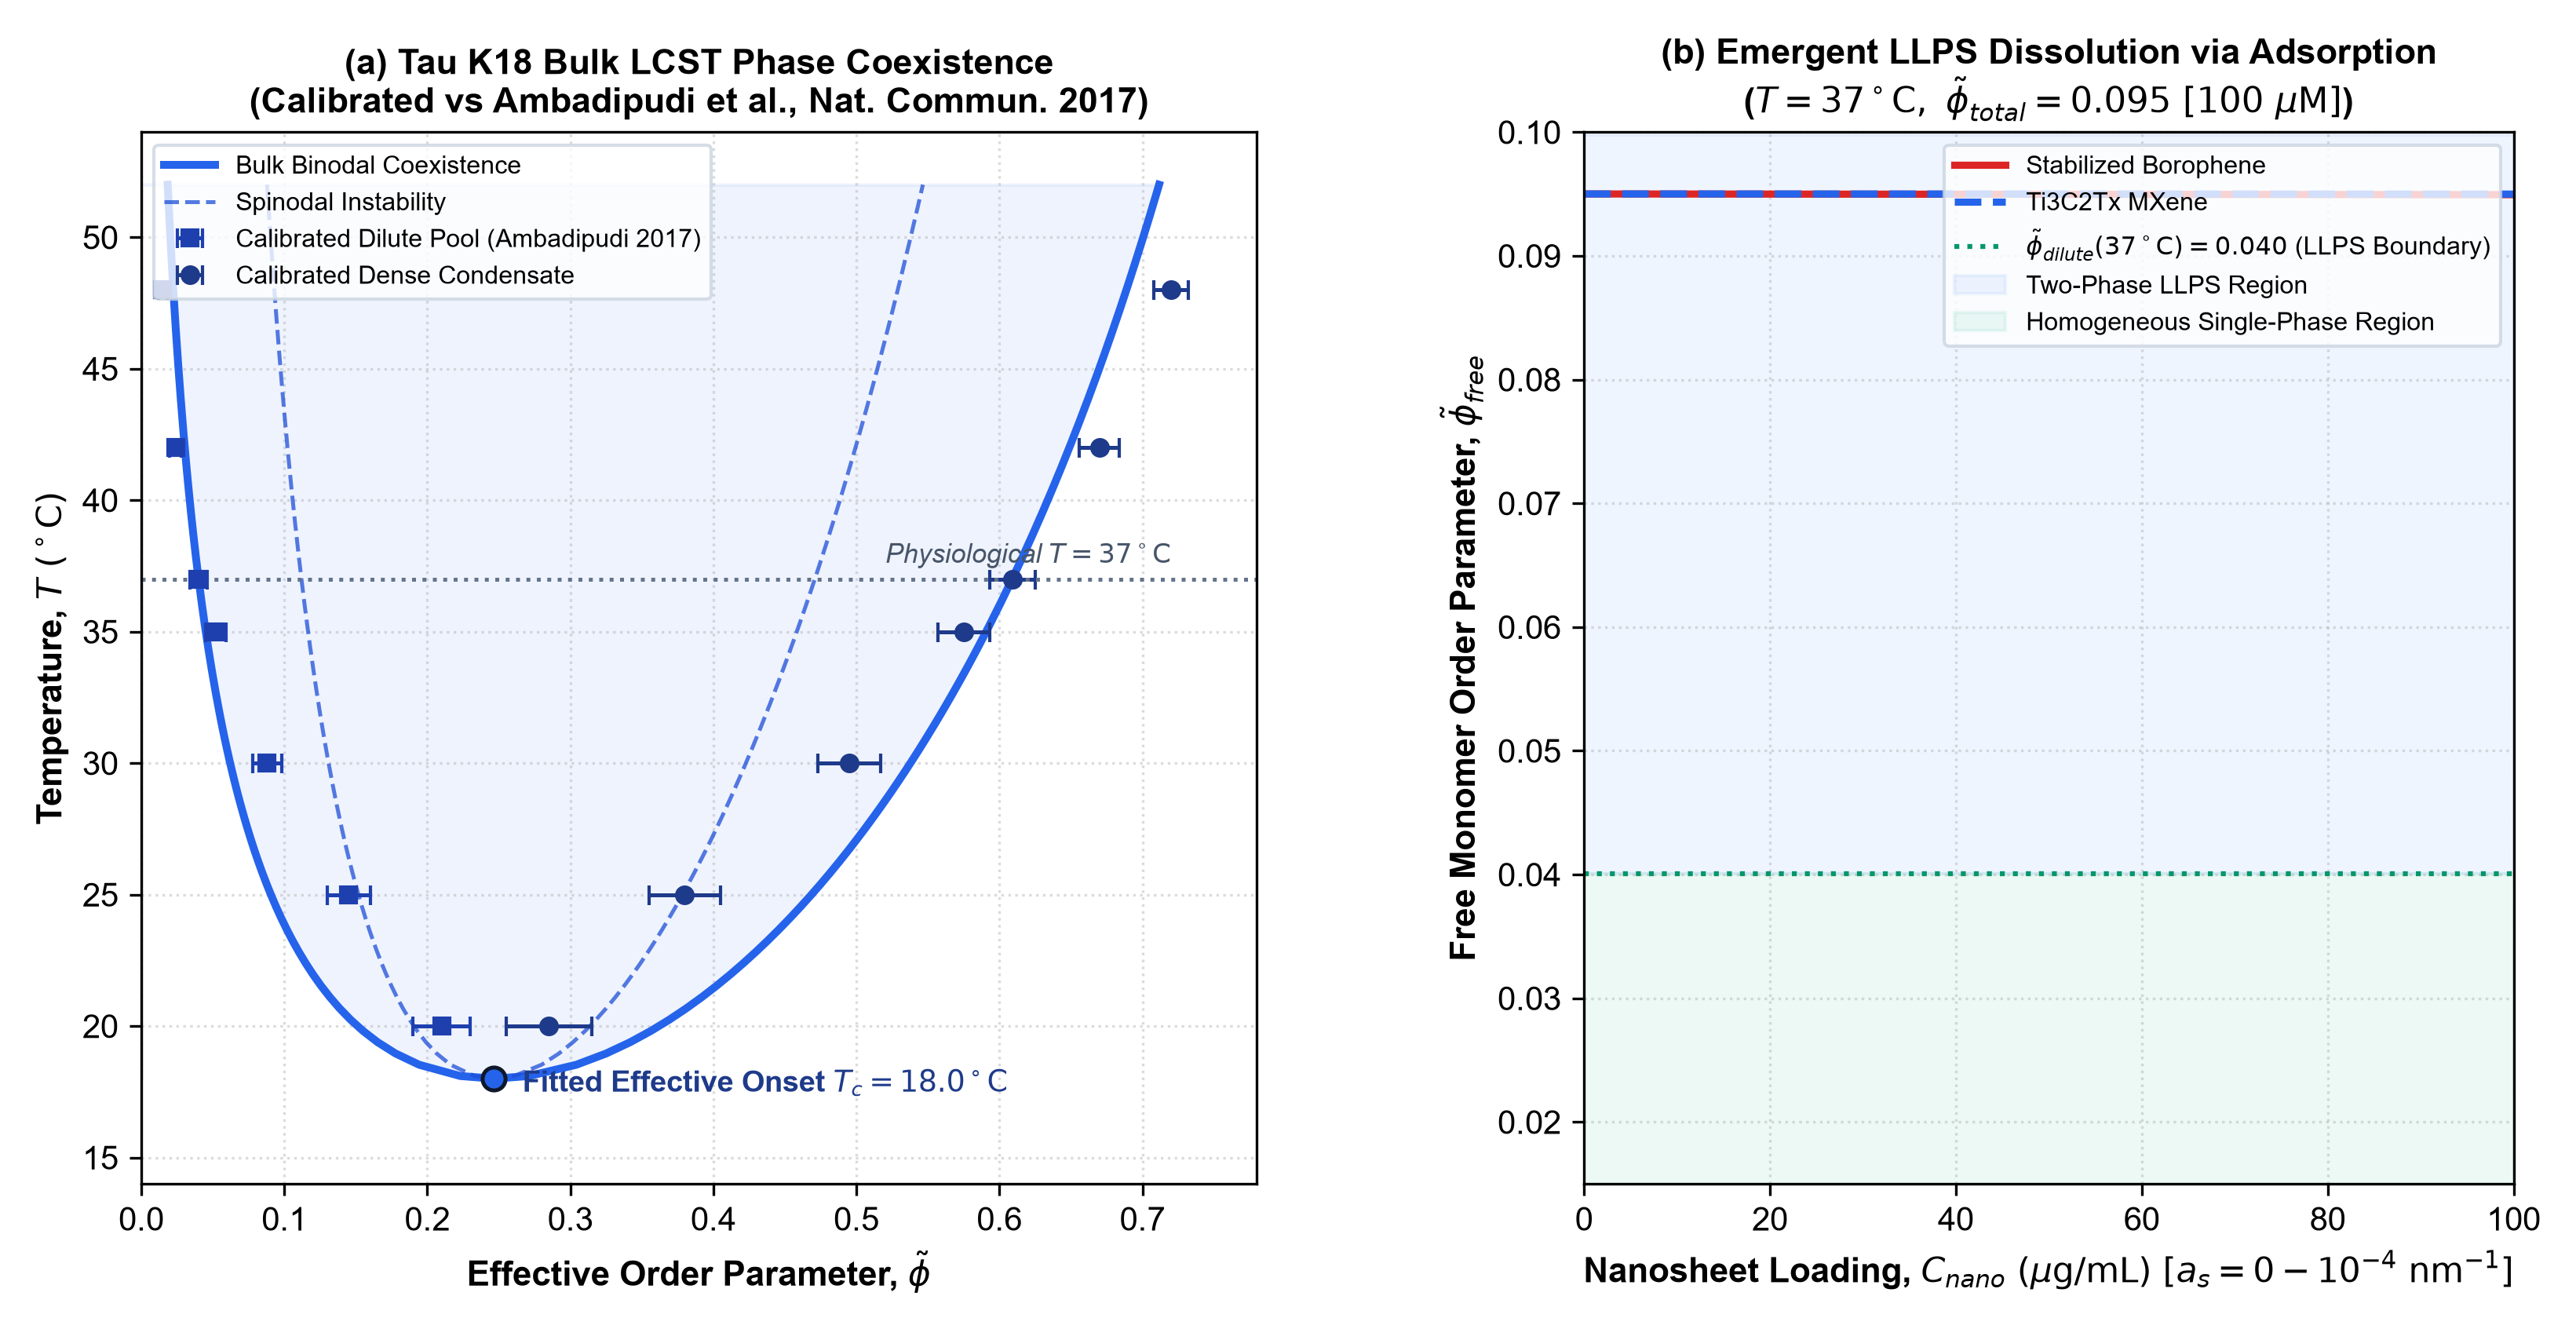 (a) Tau K18 Bulk LCST Phase Coexistence
(Calibrated vs Ambadipudi et al., Nat. Commun. 2017)
Bulk Binodal Coexistence
Spinodal Instability
Calibrated Dilute Pool (Ambadipudi 2017)
Calibrated Dense Condensate
50
45
40
35
30
25
20
15
Temperature, T (°C)
Physiological T = 37°C
Fitted Effective Onset T_c = 18.0°C
0.0 0.1 0.2 0.3 0.4 0.5 0.6 0.7
Effective Order Parameter, ϕ̃
(b) Emergent LLPS Dissolution via Adsorption
(T = 37°C, ϕ̃_total = 0.095 [100 μM])
Stabilized Borophene
Ti3C2Tx MXene
ϕ̃_dilute(37°C) = 0.040 (LLPS Boundary)
Two-Phase LLPS Region
Homogeneous Single-Phase Region
0.10
0.09
0.08
0.07
0.06
0.05
0.04
0.03
0.02
Free Monomer Order Parameter, ϕ̃_free
0 20 40 60 80 100
Nanosheet Loading, C_nano (μg/mL) [a_s = 0 − 10⁻⁴ nm⁻¹]